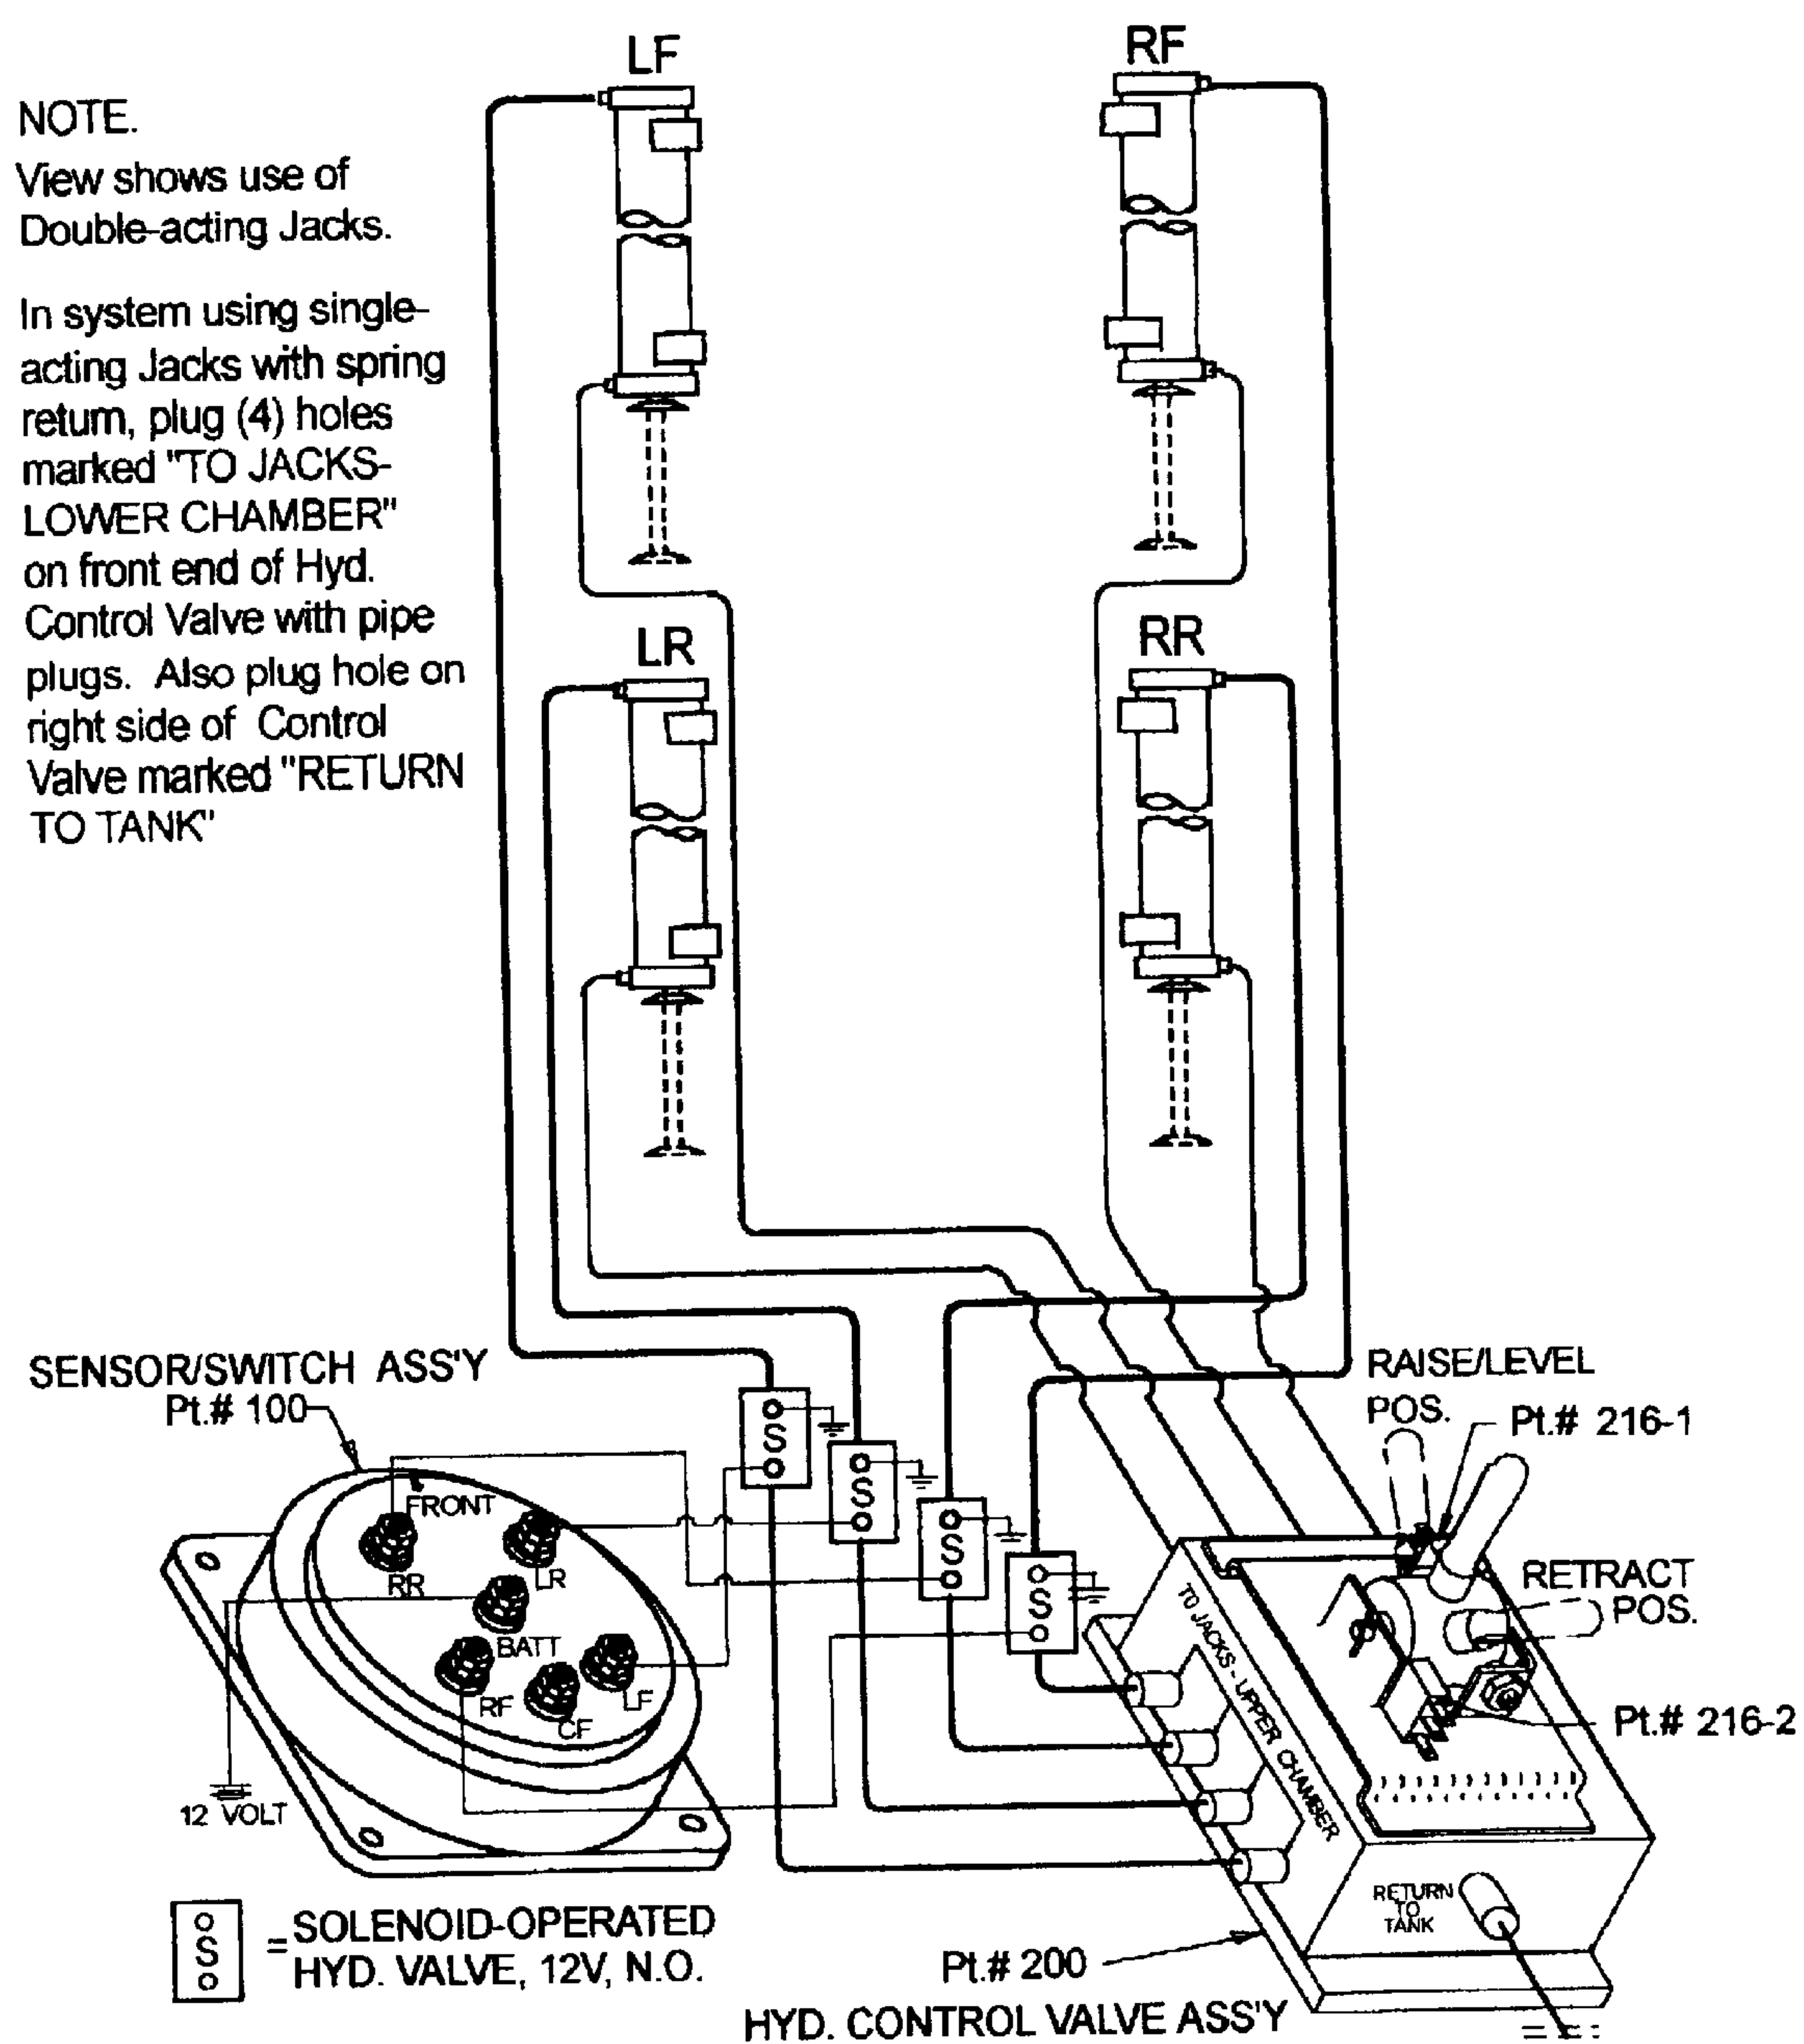 LF
RF
NOTE.
View shows use of
Double-acting Jacks.
In system using single-
acting Jacks with spring
return, plug (4) holes
marked "TO JACKS-
LOWER CHAMBER"
on front end of Hyd.
Control Valve with pipe
plugs. Also plug hole on
right side of Control
Valve marked "RETURN
TO TANK"
LR
RR
SENSOR/SWITCH ASS'Y
Pt.# 100
RAISE/LEVEL
POS.
Pt.# 216-1
S
S
S
S
FRONT
RR
LR
BATT
RF
CF
LF
12 VOLT
TO JACKS - UPPER CHAMBER
RETRACT
POS.
Pt.# 216-2
RETURN
TO
TANK
S
= SOLENOID-OPERATED
HYD. VALVE, 12V, N.O.
Pt.# 200
HYD. CONTROL VALVE ASS'Y